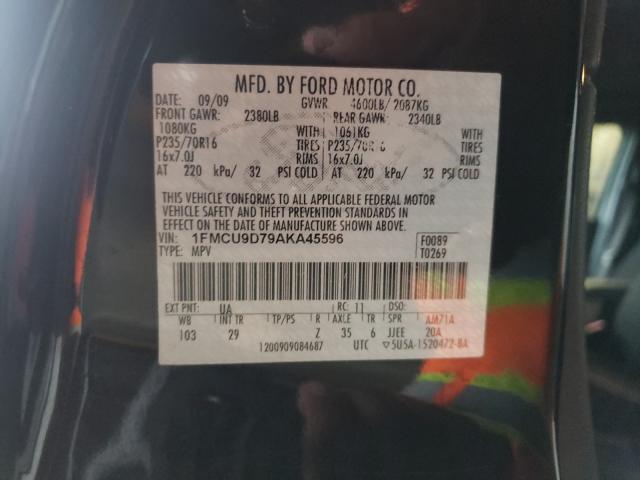 MFD. BY FORD MOTOR CO.
DATE: 09/09 GVWR 4600LB/ 2087KG
FRONT GAWR: 2380LB REAR GAWR: 2340LB
1080KG WITH 1061KG WITH
P235/70R16 TIRES P235/70R16 TIRES
16x7.0J RIMS 16x7.0J RIMS
AT 220 kPa/ 32 PSI COLD AT 220 kPa/ 32 PSI COLD
THIS VEHICLE CONFORMS TO ALL APPLICABLE FEDERAL MOTOR
VEHICLE SAFETY AND THEFT PREVENTION STANDARDS IN
EFFECT ON THE DATE OF MANUFACTURE SHOWN ABOVE.
VIN: 1FMCU9D79AKA45596 F0089
TYPE: MPV T0269
EXT PNT: UA RC: 11 DSO:
WB INT TR TP/PS R AXLE TR SPR AM71A
103 29 Z 35 6 JJEE 20A
1200909084687 UTC ▽5U5A-1520472-BA